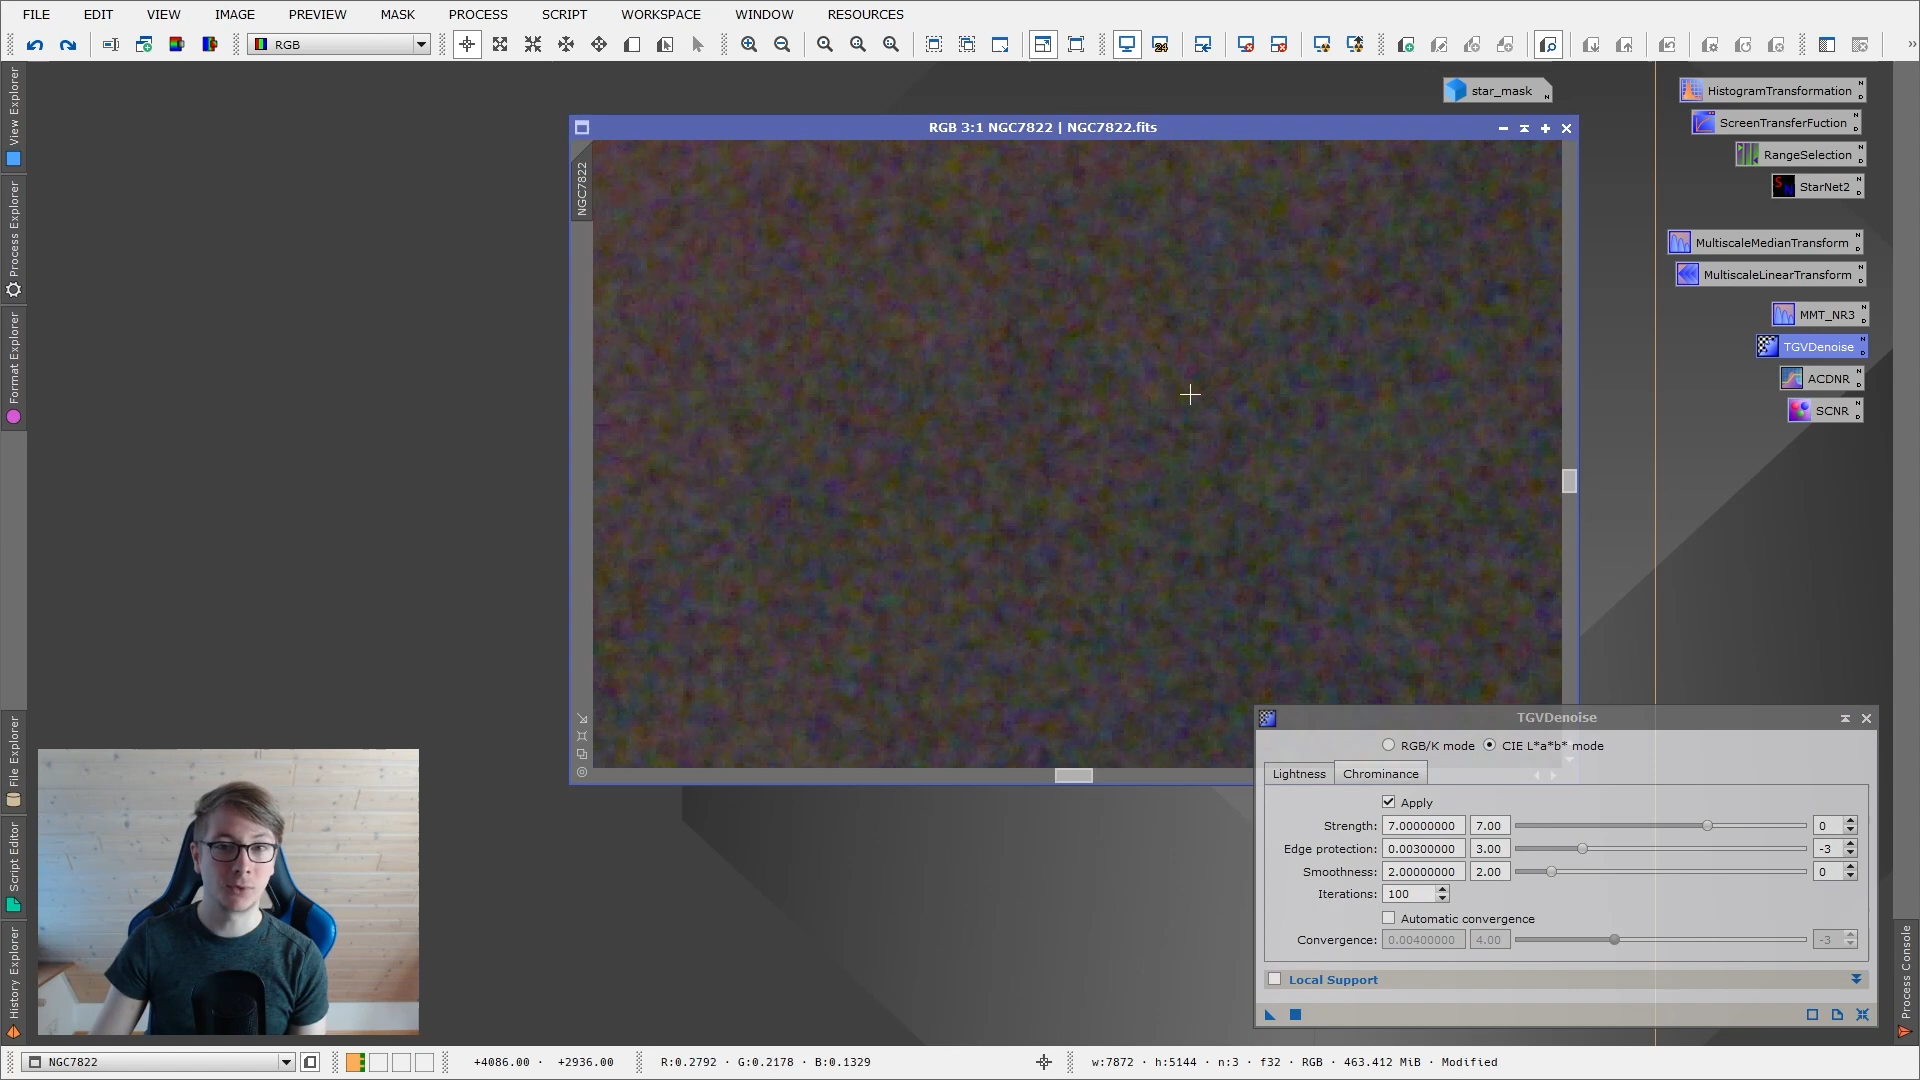 FILE EDIT VIEW IMAGE PREVIEW MASK PROCESS SCRIPT WORKSPACE WINDOW RESOURCES
RGB
24
»
View Explorer
Process Explorer
Format Explorer
File Explorer
Script Editor
History Explorer
star_mask
RGB 3:1 NGC7822 | NGC7822.fits
NGC7822
HistogramTransformation
ScreenTransferFuction
RangeSelection
StarNet2
MultiscaleMedianTransform
MultiscaleLinearTransform
MMT_NR3
TGVDenoise
ACDNR
SCNR
TGVDenoise
RGB/K mode CIE L*a*b* mode
Lightness Chrominance
Apply
Strength: 7.00000000 7.00 0
Edge protection: 0.00300000 3.00 -3
Smoothness: 2.00000000 2.00 0
Iterations: 100
Automatic convergence
Convergence: 0.00400000 4.00 -3
Local Support
Process Console
NGC7822 +4086.00 · +2936.00 R:0.2792 · G:0.2178 · B:0.1329 w:7872 · h:5144 · n:3 · f32 · RGB · 463.412 MiB · Modified